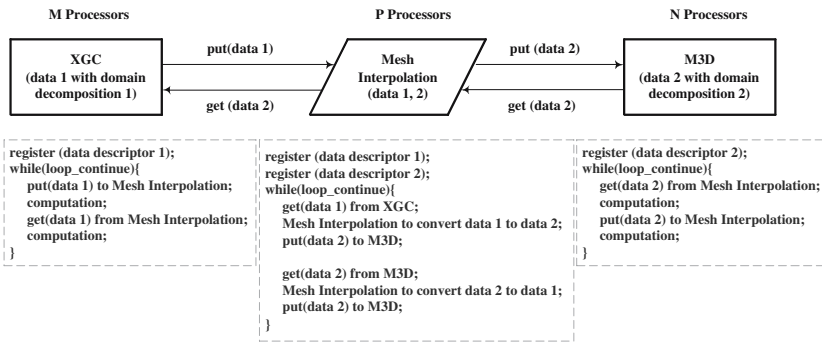 M Processors
P Processors
N Processors
XGC
(data 1 with domain
decomposition 1)
put(data 1)
get (data 2)
Mesh
Interpolation
(data 1, 2)
put (data 2)
get (data 2)
M3D
(data 2 with domain
decomposition 2)
register (data descriptor 1);
while(loop_continue){
put(data 1) to Mesh Interpolation;
computation;
get(data 1) from Mesh Interpolation;
computation;
}
register (data descriptor 1);
register (data descriptor 2);
while(loop_continue){
get(data 1) from XGC;
Mesh Interpolation to convert data 1 to data 2;
put(data 2) to M3D;
get(data 2) from M3D;
Mesh Interpolation to convert data 2 to data 1;
put(data 2) to M3D;
}
register (data descriptor 2);
while(loop_continue){
get(data 2) from Mesh Interpolation;
computation;
put(data 2) to Mesh Interpolation;
computation;
}